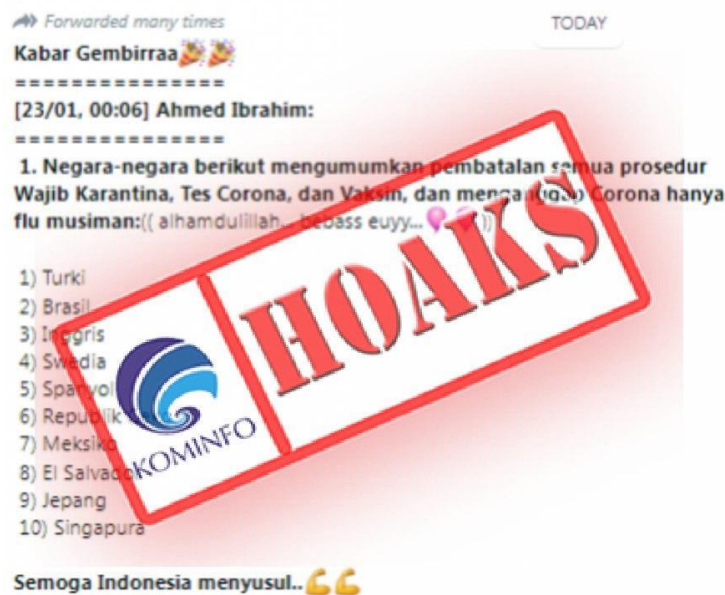 Forwarded many times
TODAY
Kabar Gembirraa🎉🎉
===============
[23/01, 00:06] Ahmed Ibrahim:
===============
1. Negara-negara berikut mengumumkan pembatalan semua prosedur
Wajib Karantina, Tes Corona, dan Vaksin, dan menganggap Corona hanya
flu musiman:(( alhamdulillah... bebass euyy...🎈🎈))
1) Turki
2) Brasil
3) Inggris
4) Swedia
5) Spanyol
6) Republik
7) Meksiko
8) El Salvador
9) Jepang
10) Singapura
KOMINFO
HOAKS
Semoga Indonesia menyusul..💪💪